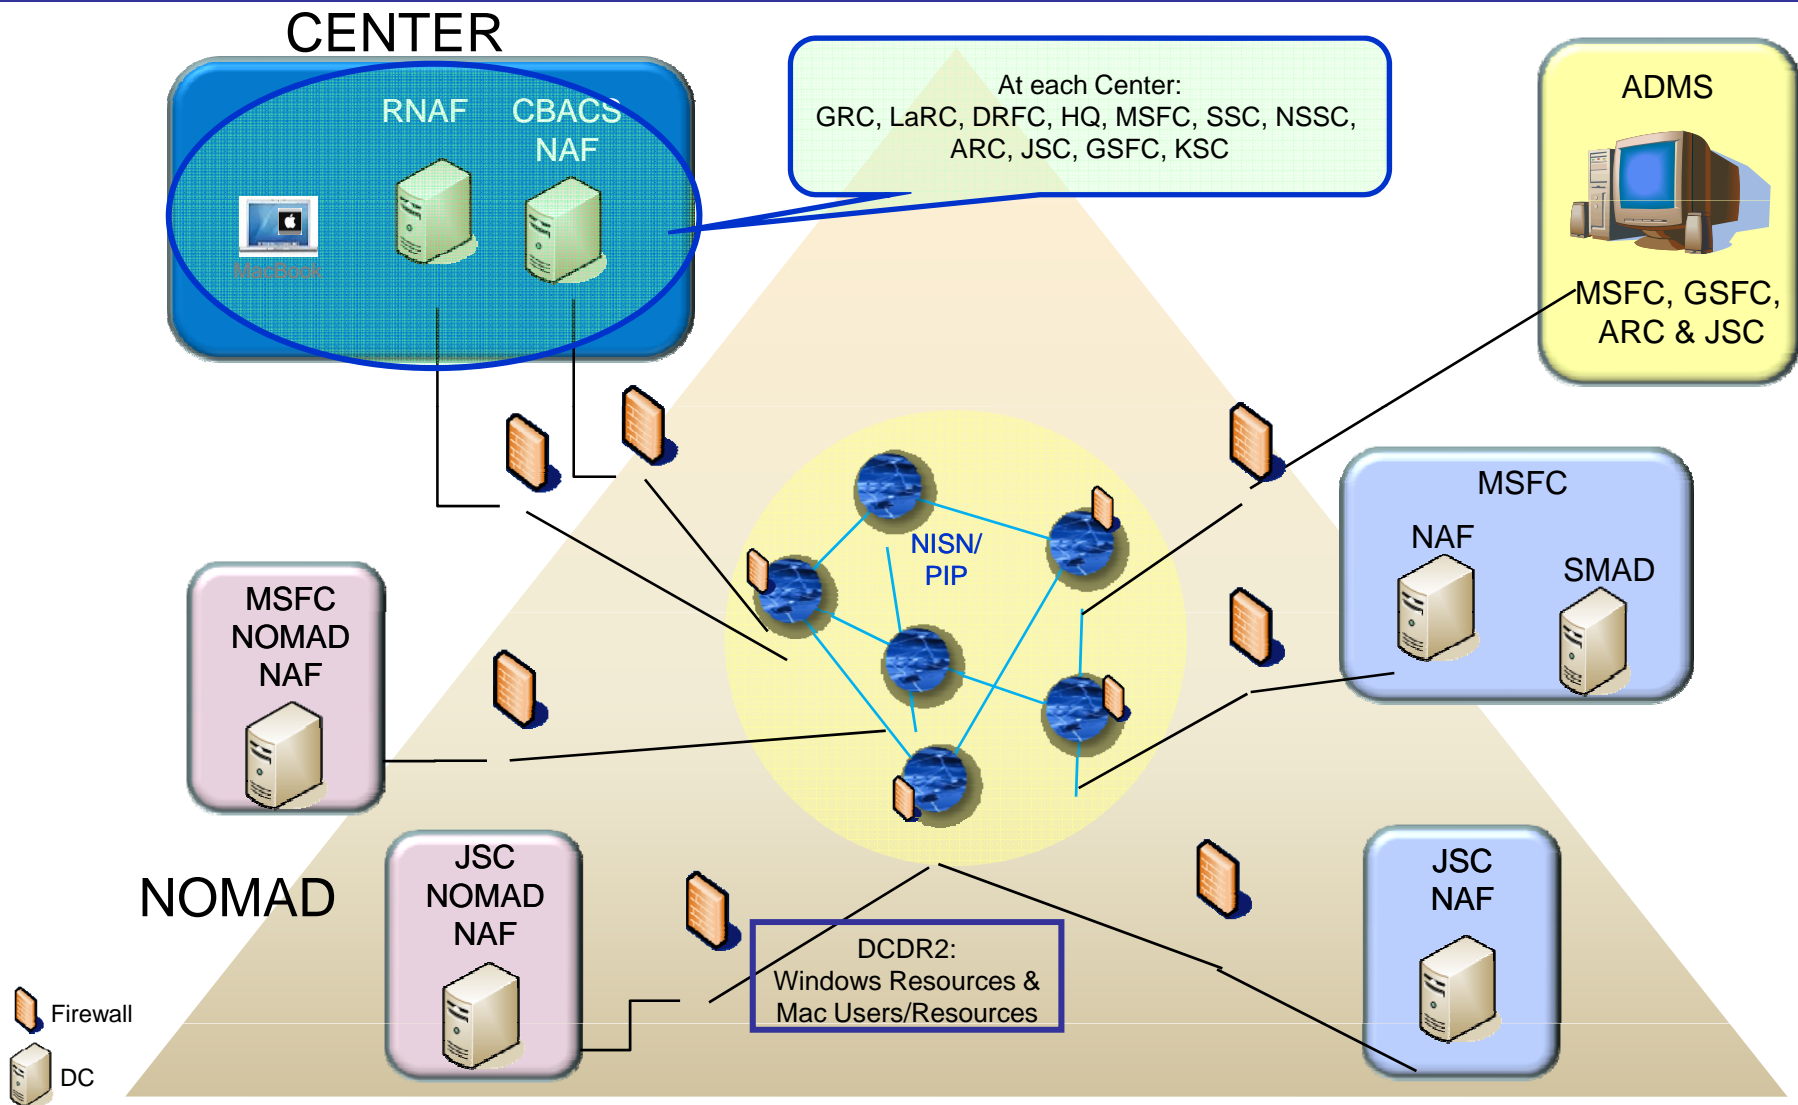 CENTER
RNAF
CBACS
NAF
MacBook
At each Center:
GRC, LaRC, DRFC, HQ, MSFC, SSC, NSSC,
ARC, JSC, GSFC, KSC
ADMS
MSFC, GSFC,
ARC & JSC
NISN/
PIP
MSFC
NAF
SMAD
MSFC
NOMAD
NAF
NOMAD
JSC
NOMAD
NAF
DCDR2:
Windows Resources &
Mac Users/Resources
JSC
NAF
Firewall
DC